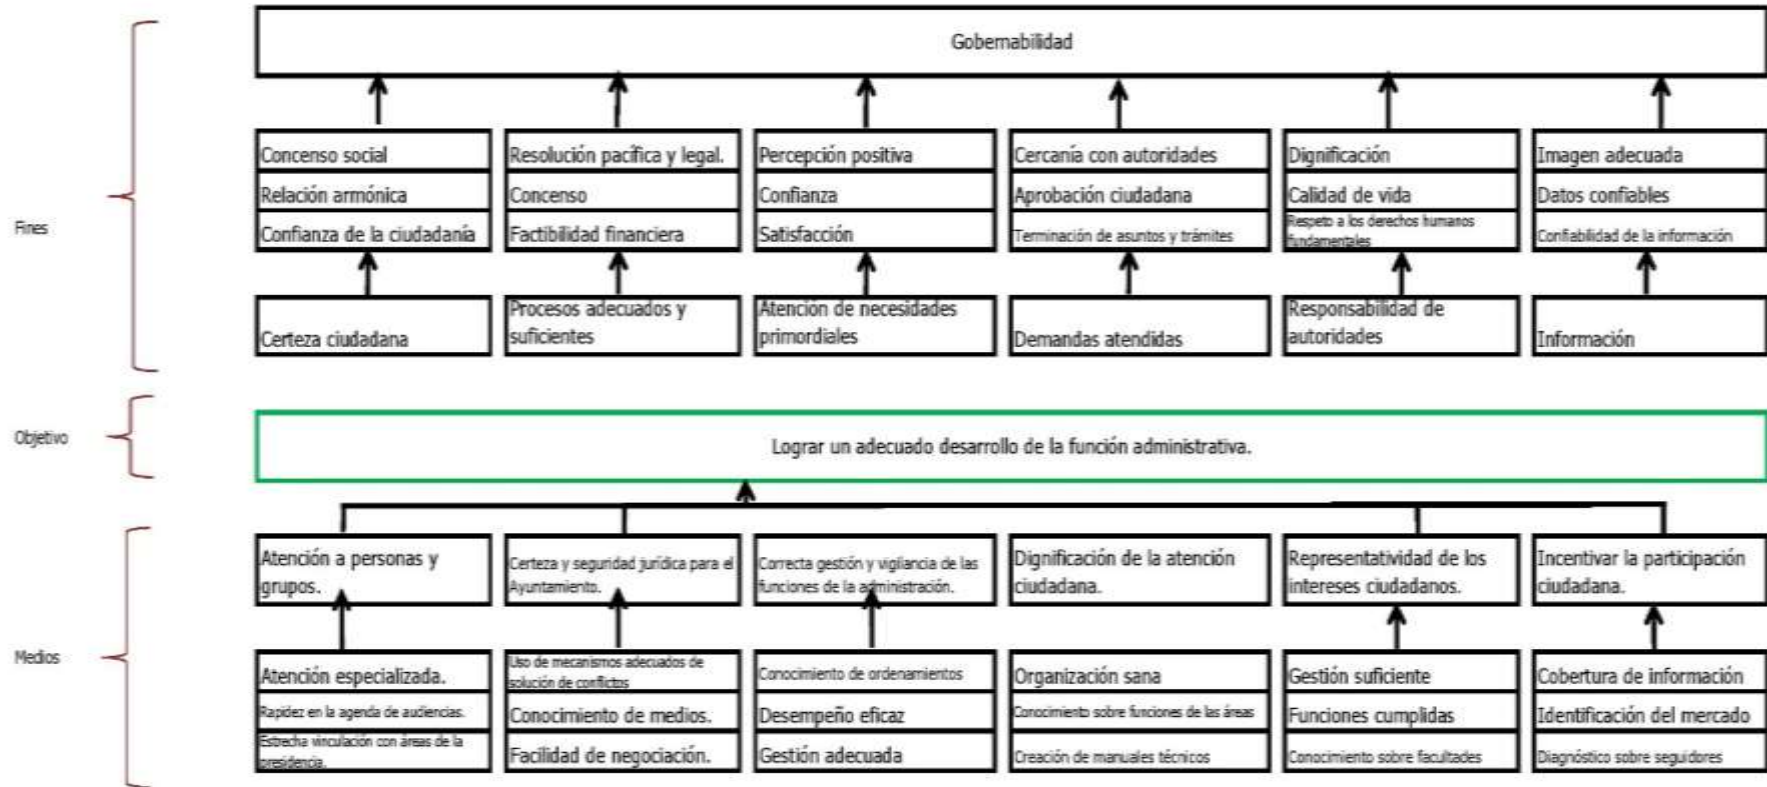 Gobernabilidad
Concenso social
Resolución pacífica y legal.
Percepción positiva
Cercanía con autoridades
Dignificación
Imagen adecuada
Relación armónica
Concenso
Confianza
Aprobación ciudadana
Calidad de vida
Datos confiables
Fines
Confianza de la ciudadanía
Factibilidad financiera
Satisfacción
Terminación de asuntos y trámites
Respeto a los derechos humanos
fundamentales
Confiabilidad de la información
Certeza ciudadana
Procesos adecuados y
suficientes
Atención de necesidades
primordiales
Demandas atendidas
Responsabilidad de
autoridades
Información
Objetivo
Lograr un adecuado desarrollo de la función administrativa.
Atención a personas y
grupos.
Certeza y seguridad jurídica para el
Ayuntamiento.
Correcta gestión y vigilancia de las
funciones de la administración.
Dignificación de la atención
ciudadana.
Representatividad de los
intereses ciudadanos.
Incentivar la participación
ciudadana.
Medios
Atención especializada.
Uso de mecanismos adecuados de
solución de conflictos
Conocimiento de ordenamientos
Organización sana
Gestión suficiente
Cobertura de información
Rapidez en la agenda de audiencias.
Conocimiento de medios.
Desempeño eficaz
Conocimiento sobre funciones de las áreas
Funciones cumplidas
Identificación del mercado
Estrecha vinculación con áreas de la
presidencia.
Facilidad de negociación.
Gestión adecuada
Creación de manuales técnicos
Conocimiento sobre facultades
Diagnóstico sobre seguidores